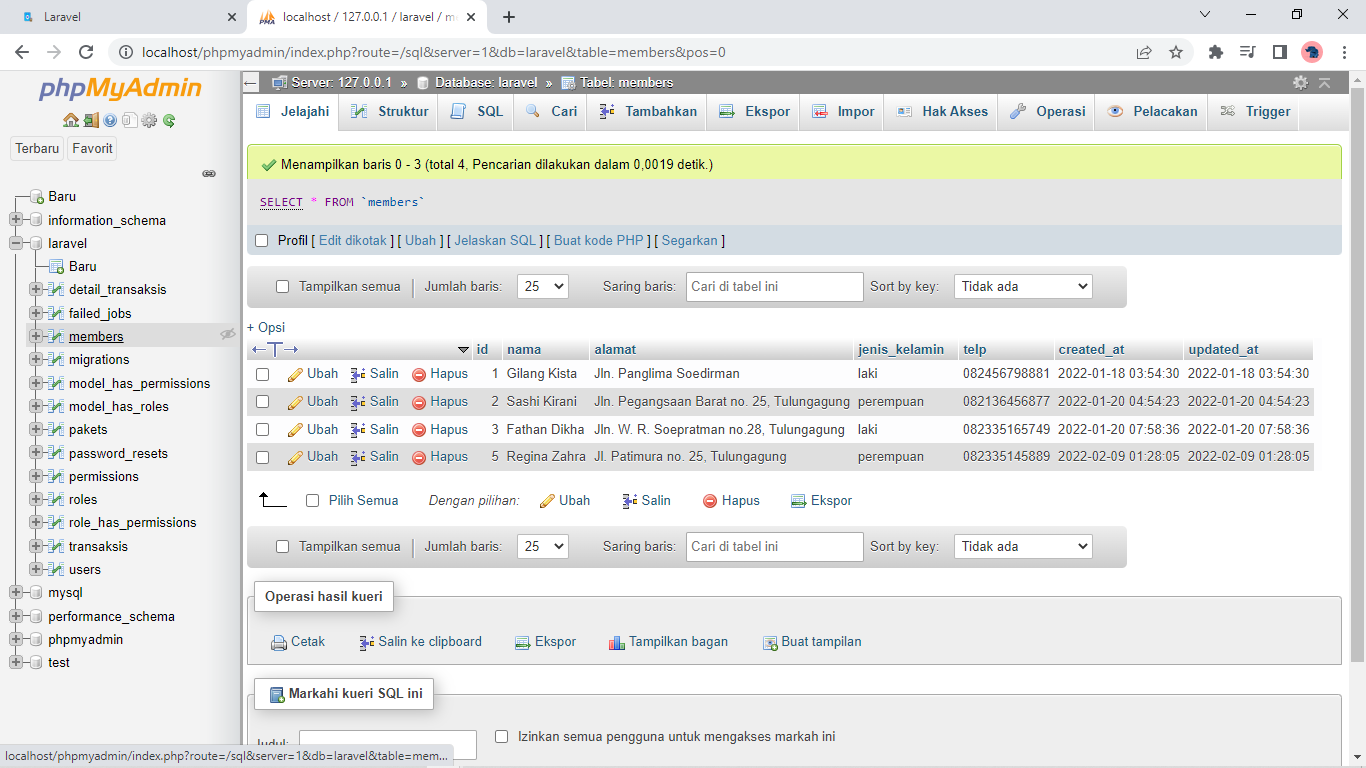 Laravel
localhost / 127.0.0.1 / laravel / m
localhost/phpmyadmin/index.php?route=/sql&server=1&db=laravel&table=members&pos=0
phpMyAdmin
Terbaru Favorit
Baru
information_schema
laravel
Baru
detail_transaksis
failed_jobs
members
migrations
model_has_permissions
model_has_roles
pakets
password_resets
permissions
roles
role_has_permissions
transaksis
users
mysql
performance_schema
phpmyadmin
test
localhost/phpmyadmin/index.php?route=/sql&server=1&db=laravel&table=mem...
Server: 127.0.0.1 » Database: laravel » Tabel: members
Jelajahi Struktur SQL Cari Tambahkan Ekspor Impor Hak Akses Operasi Pelacakan Trigger
Menampilkan baris 0 - 3 (total 4, Pencarian dilakukan dalam 0,0019 detik.)
SELECT * FROM `members`
Profil [ Edit dikotak ] [ Ubah ] [ Jelaskan SQL ] [ Buat kode PHP ] [ Segarkan ]
Tampilkan semua | Jumlah baris: 25 Saring baris: Cari di tabel ini Sort by key: Tidak ada
+ Opsi
←T→ id nama alamat jenis_kelamin telp created_at updated_at
Ubah Salin Hapus 1 Gilang Kista Jln. Panglima Soedirman laki 082456798881 2022-01-18 03:54:30 2022-01-18 03:54:30
Ubah Salin Hapus 2 Sashi Kirani Jln. Pegangsaan Barat no. 25, Tulungagung perempuan 082136456877 2022-01-20 04:54:23 2022-01-20 04:54:23
Ubah Salin Hapus 3 Fathan Dikha Jln. W. R. Soepratman no.28, Tulungagung laki 082335165749 2022-01-20 07:58:36 2022-01-20 07:58:36
Ubah Salin Hapus 5 Regina Zahra Jl. Patimura no. 25, Tulungagung perempuan 082335145889 2022-02-09 01:28:05 2022-02-09 01:28:05
Pilih Semua Dengan pilihan: Ubah Salin Hapus Ekspor
Tampilkan semua | Jumlah baris: 25 Saring baris: Cari di tabel ini Sort by key: Tidak ada
Operasi hasil kueri
Cetak Salin ke clipboard Ekspor Tampilkan bagan Buat tampilan
Markahi kueri SQL ini
Judul: Izinkan semua pengguna untuk mengakses markah ini